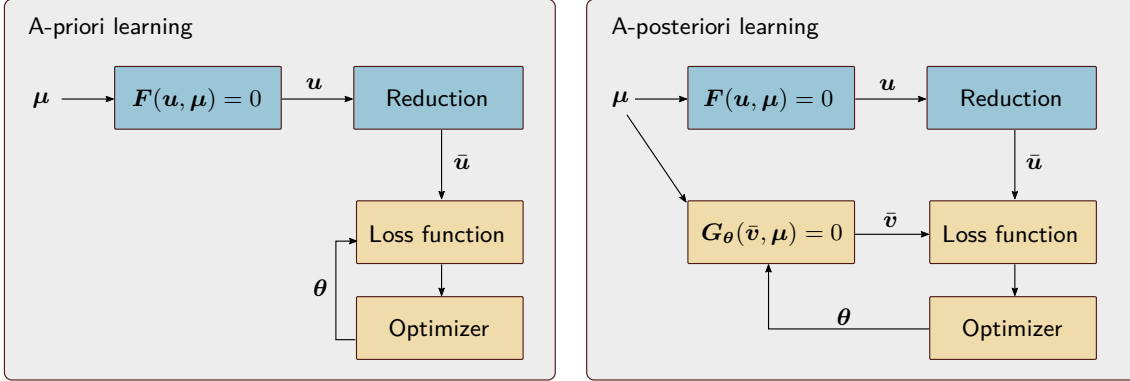 A-priori learning
μ
F(u, μ) = 0
u
Reduction
ū
Loss function
θ
Optimizer
A-posteriori learning
μ
F(u, μ) = 0
u
Reduction
ū
G_θ(v̄, μ) = 0
v̄
Loss function
θ
Optimizer